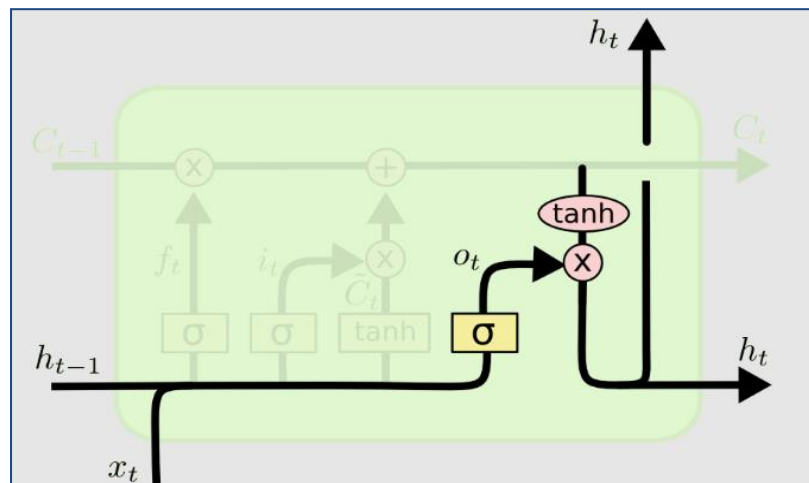 h_t
C_{t-1}
C_t
x
+
tanh
f_t
i_t
x
C̃_t
o_t
x
σ
σ
tanh
σ
h_{t-1}
h_t
x_t